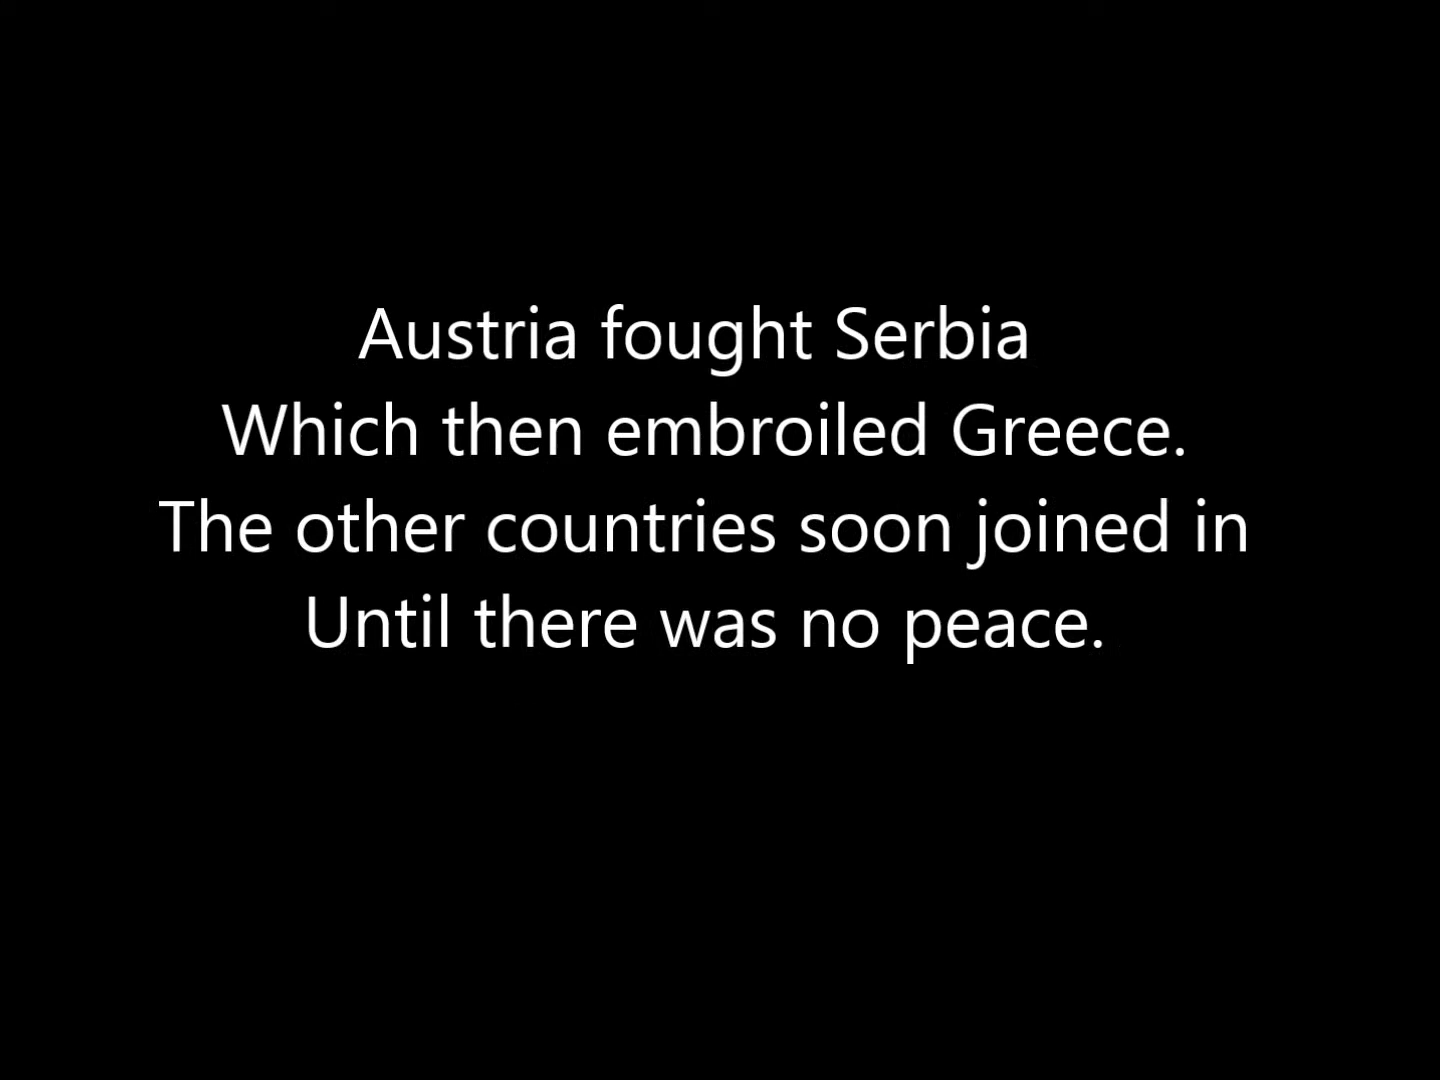 Austria fought Serbia
Which then embroiled Greece.
The other countries soon joined in
Until there was no peace.